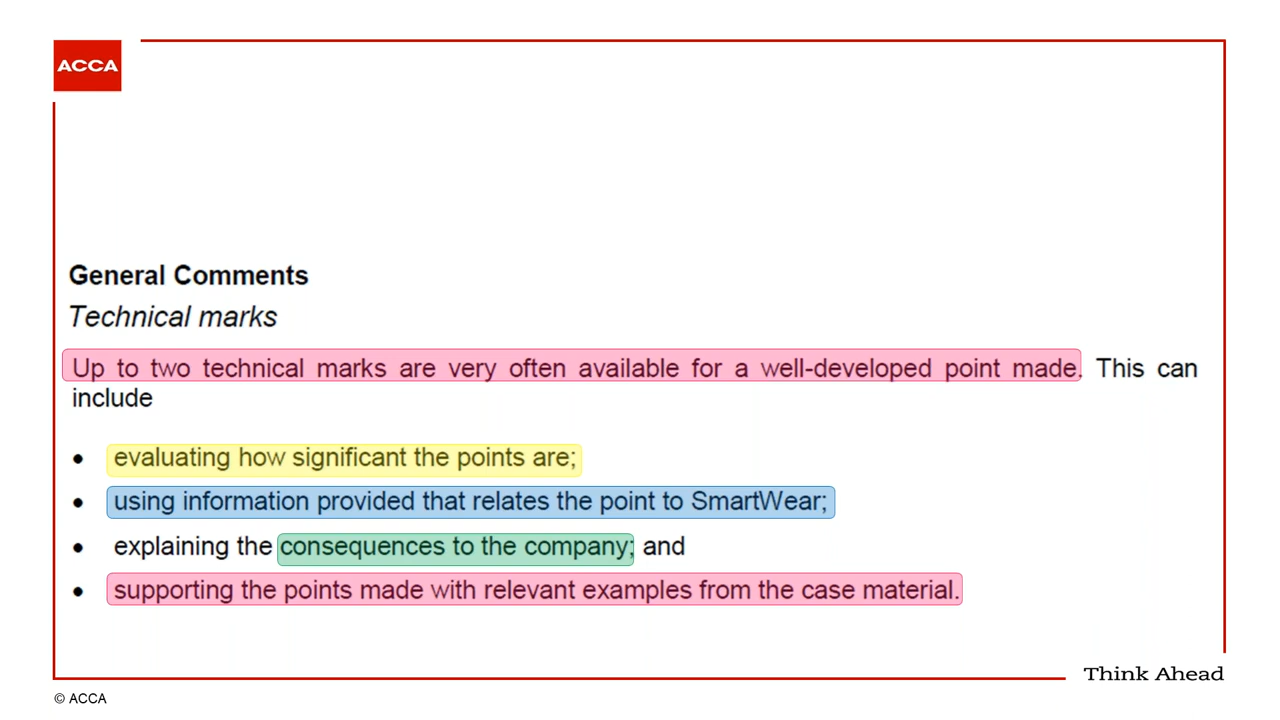 ACCA
General Comments
Technical marks
Up to two technical marks are very often available for a well-developed point made. This can
include
• evaluating how significant the points are;
• using information provided that relates the point to SmartWear;
• explaining the consequences to the company; and
• supporting the points made with relevant examples from the case material.
Think Ahead
© ACCA